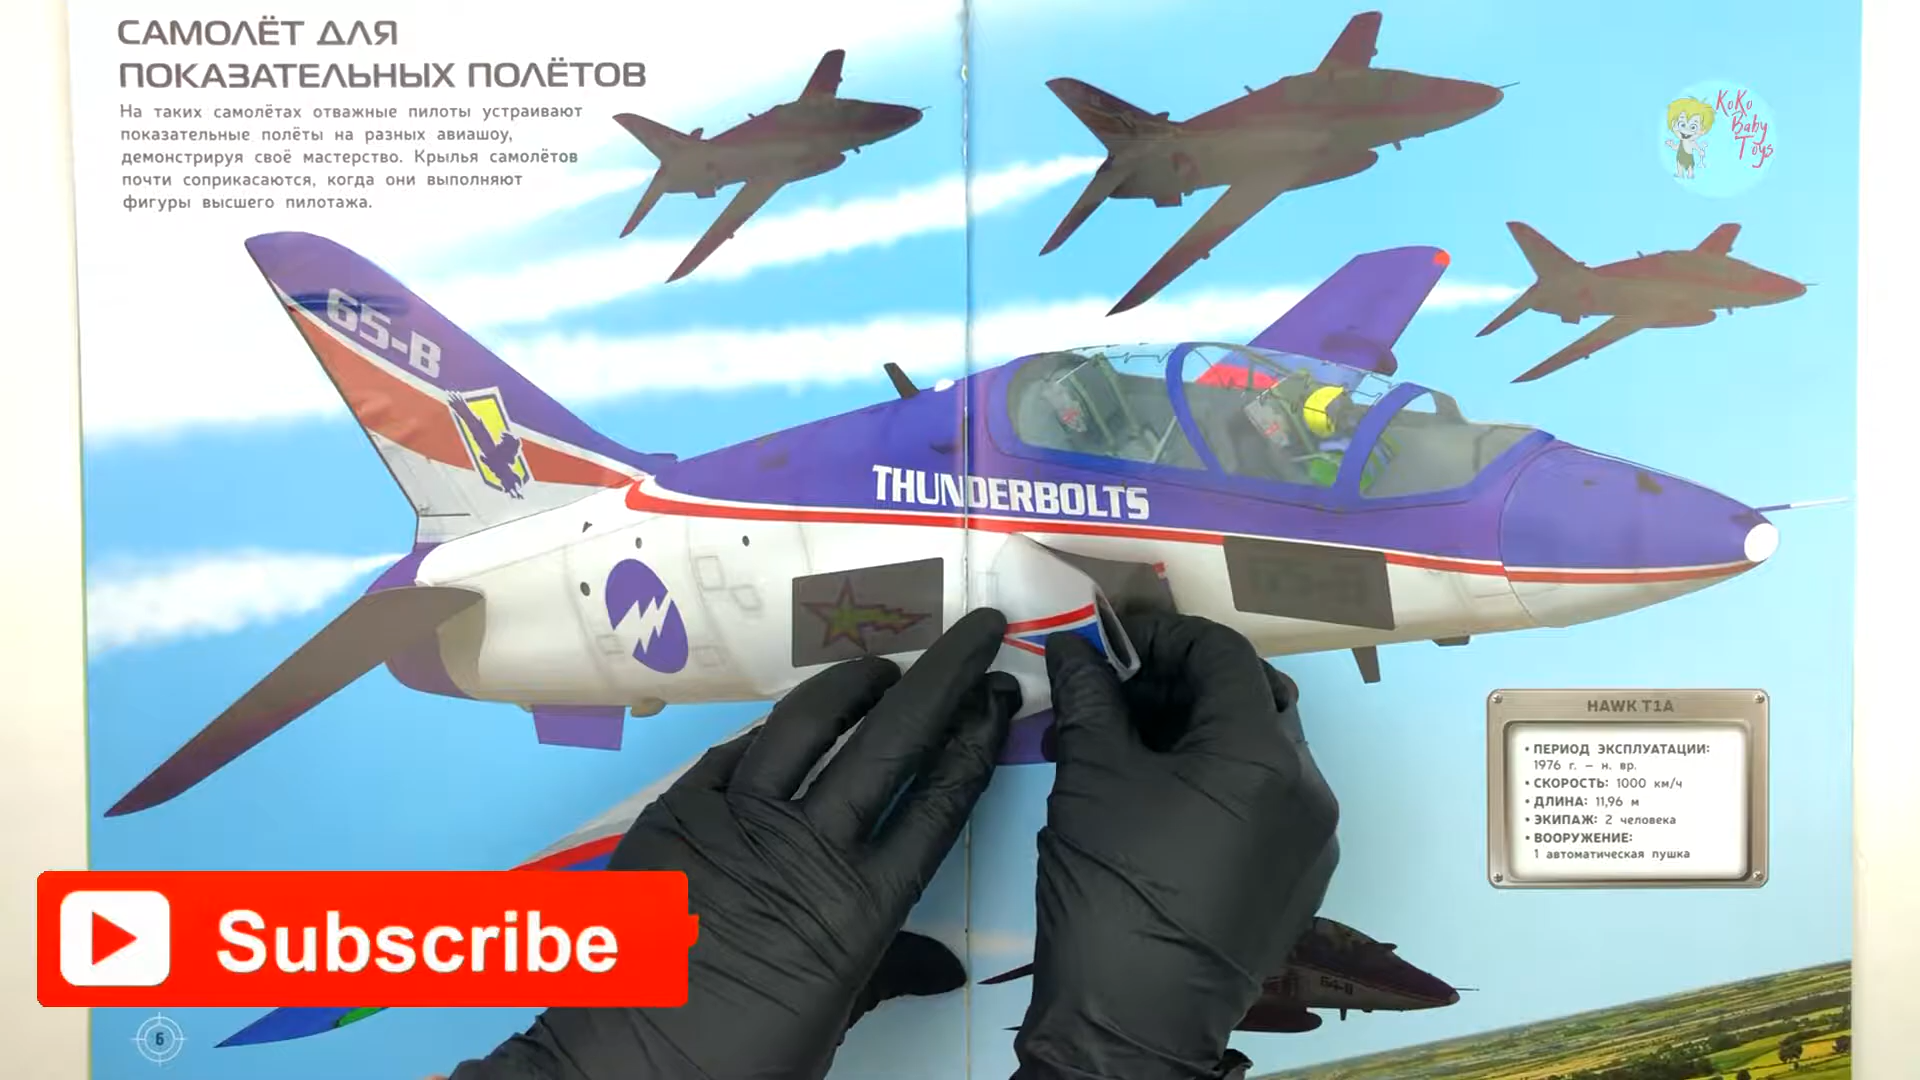 САМОЛЁТ ДЛЯ
ПОКАЗАТЕЛЬНЫХ ПОЛЁТОВ
На таких самолётах отважные пилоты устраивают
показательные полёты на разных авиашоу,
демонстрируя своё мастерство. Крылья самолётов
почти соприкасаются, когда они выполняют
фигуры высшего пилотажа.
KoKo
Baby
Toys
65-B
THUNDERBOLTS
HAWK T1A
• ПЕРИОД ЭКСПЛУАТАЦИИ:
1976 г. – н. вр.
• СКОРОСТЬ: 1000 км/ч
• ДЛИНА: 11,96 м
• ЭКИПАЖ: 2 человека
• ВООРУЖЕНИЕ:
1 автоматическая пушка
Subscribe
64-B
6